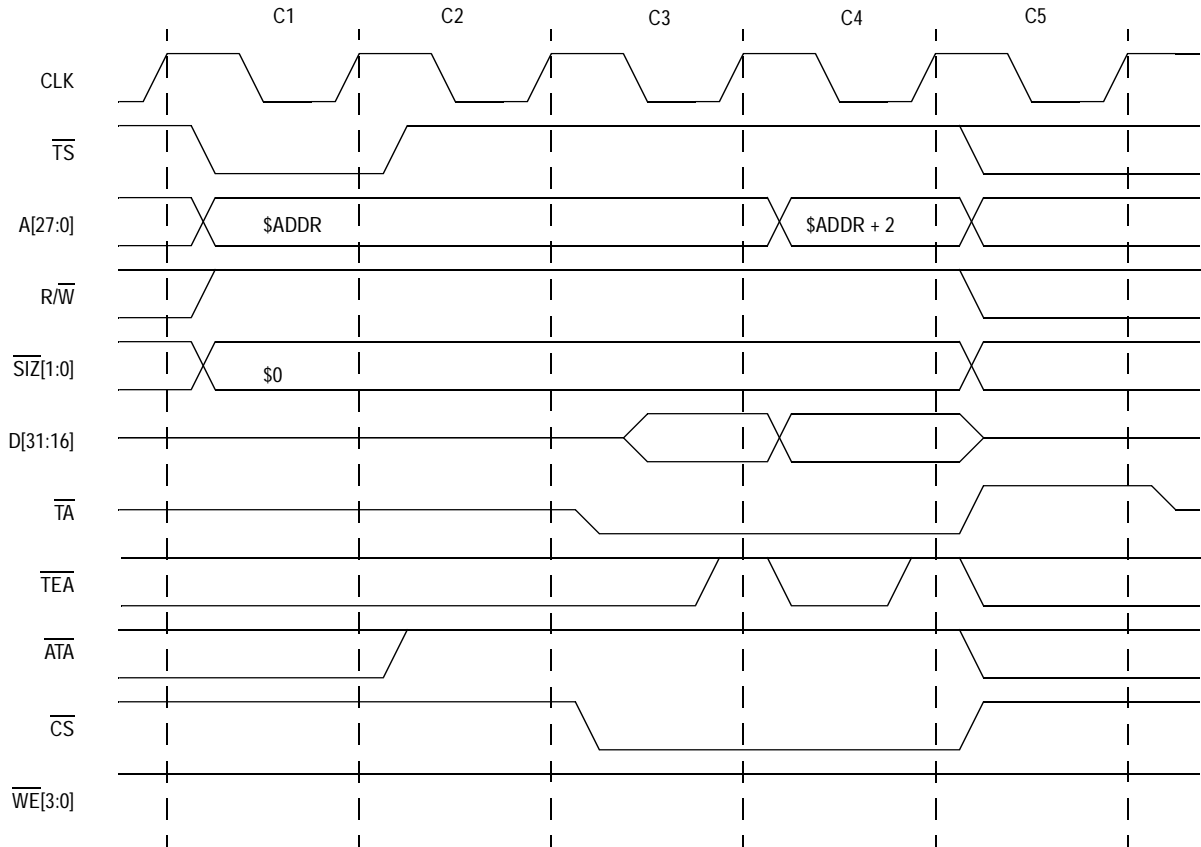 C1 C2 C3 C4 C5
CLK
TS
A[27:0] $ADDR $ADDR + 2
R/W
SIZ[1:0] $0
D[31:16]
TA
TEA
ATA
CS
WE[3:0]